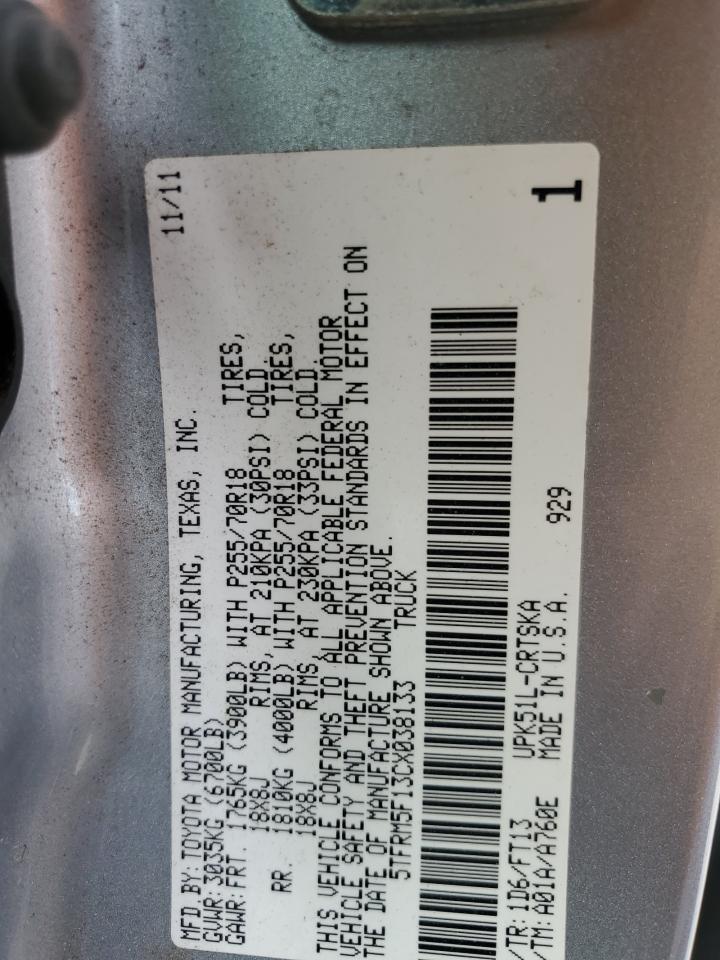 MFD.BY:TOYOTA MOTOR MANUFACTURING, TEXAS, INC. 11/11
GVWR:3035KG (6700LB)
GAWR:FRT. 1765KG (3900LB) WITH P255/70R18 TIRES,
18X8J RIMS, AT 210KPA (30PSI) COLD
RR. 1810KG (4000LB) WITH P255/70R18 TIRES,
18X8J RIMS, AT 230KPA (33PSI) COLD
THIS VEHICLE CONFORMS TO ALL APPLICABLE FEDERAL MOTOR
VEHICLE SAFETY AND THEFT PREVENTION STANDARDS IN EFFECT ON
THE DATE OF MANUFACTURE SHOWN ABOVE.
5TFRM5F13CX038133 TRUCK
/TR:1D6/FT13 UPK51L-CRTSKA
/TM:A01A/A760E MADE IN U.S.A. 929
1